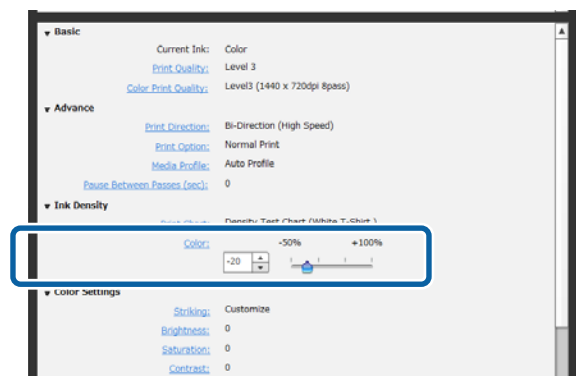 ▼ Basic
Current Ink: Color
Print Quality: Level 3
Color Print Quality: Level3 (1440 x 720dpi 8pass)
▼ Advance
Print Direction: Bi-Direction (High Speed)
Print Option: Normal Print
Media Profile: Auto Profile
Pause Between Passes (sec): 0
▼ Ink Density
Print Chart: Density Test Chart (White T-Shirt )
Color: -50% +100%
-20
▼ Color Settings
Striking: Customize
Brightness: 0
Saturation: 0
Contrast: 0